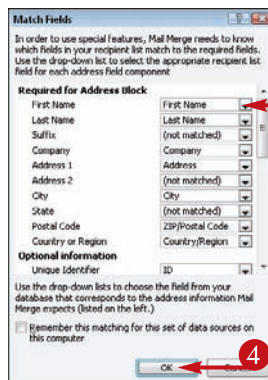 Match Fields
In order to use special features, Mail Merge needs to know
which fields in your recipient list match to the required fields.
Use the drop-down list to select the appropriate recipient list
field for each address field component
Required for Address Block
First Name First Name
Last Name Last Name
Suffix (not matched)
Company Company
Address 1 Address
Address 2 (not matched)
City City
State (not matched)
Postal Code ZIP/Postal Code
Country or Region Country/Region
Optional information
Unique Identifier ID
Use the drop-down lists to choose the field from your
database that corresponds to the address information Mail
Merge expects (listed on the left.)
Remember this matching for this set of data sources on
this computer
OK
4